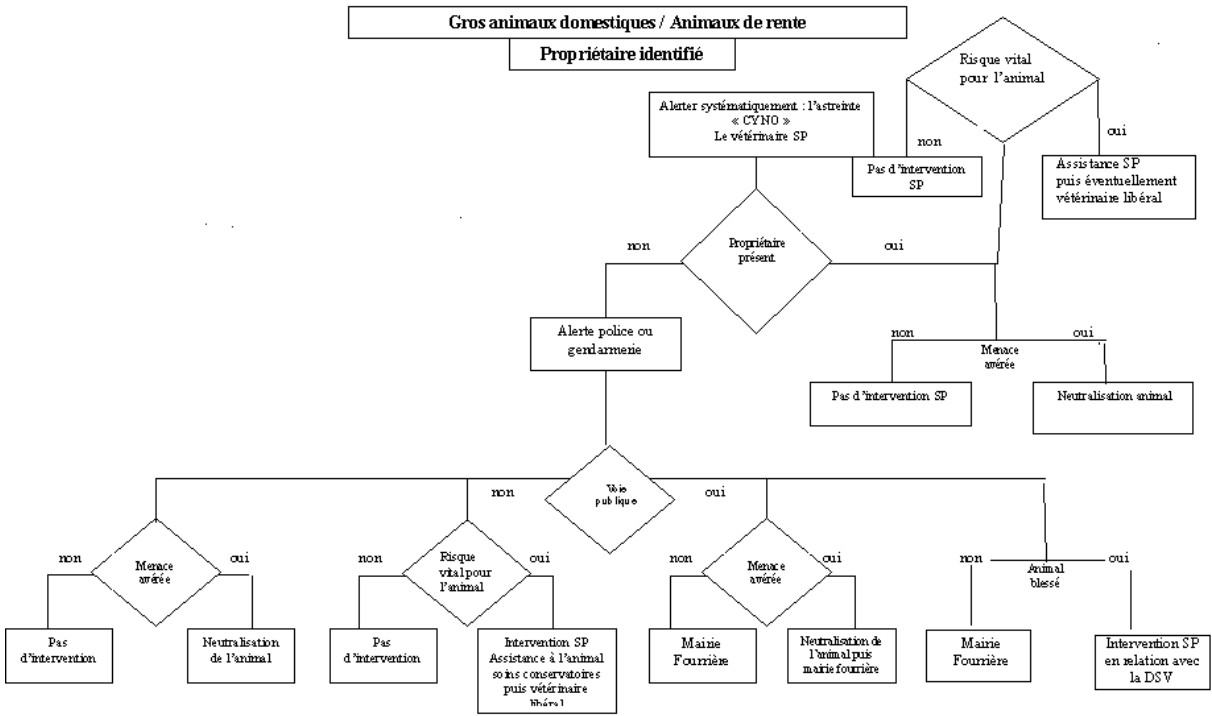 Gros animaux domestiques / Animaux de rente
Propriétaire identifié
Risque vital
pour l'animal
Alerter systématiquement : l'astreinte
« CYNO »
Le vétérinaire SP
non
oui
Pas d'intervention
SP
Assistance SP
puis éventuellement
vétérinaire libéral
non
Propriétaire
présent
oui
Alerte police ou
gendarmerie
non
oui
Menace
avérée
Pas d'intervention SP
Neutralisation animal
non
Voie
publique
oui
non
Menace
avérée
oui
non
Risque
vital pour
l'animal
oui
non
Menace
avérée
oui
non
oui
Animal
blessé
Pas
d'intervention
Neutralisation
de l'animal
Pas
d'intervention
Intervention SP
Assistance à l'animal
soins conservatoires
puis vétérinaire
libéral
Mairie
Fourrière
Neutralisation de
l'animal puis
mairie fourrière
Mairie
Fourrière
Intervention SP
en relation avec
la DSV